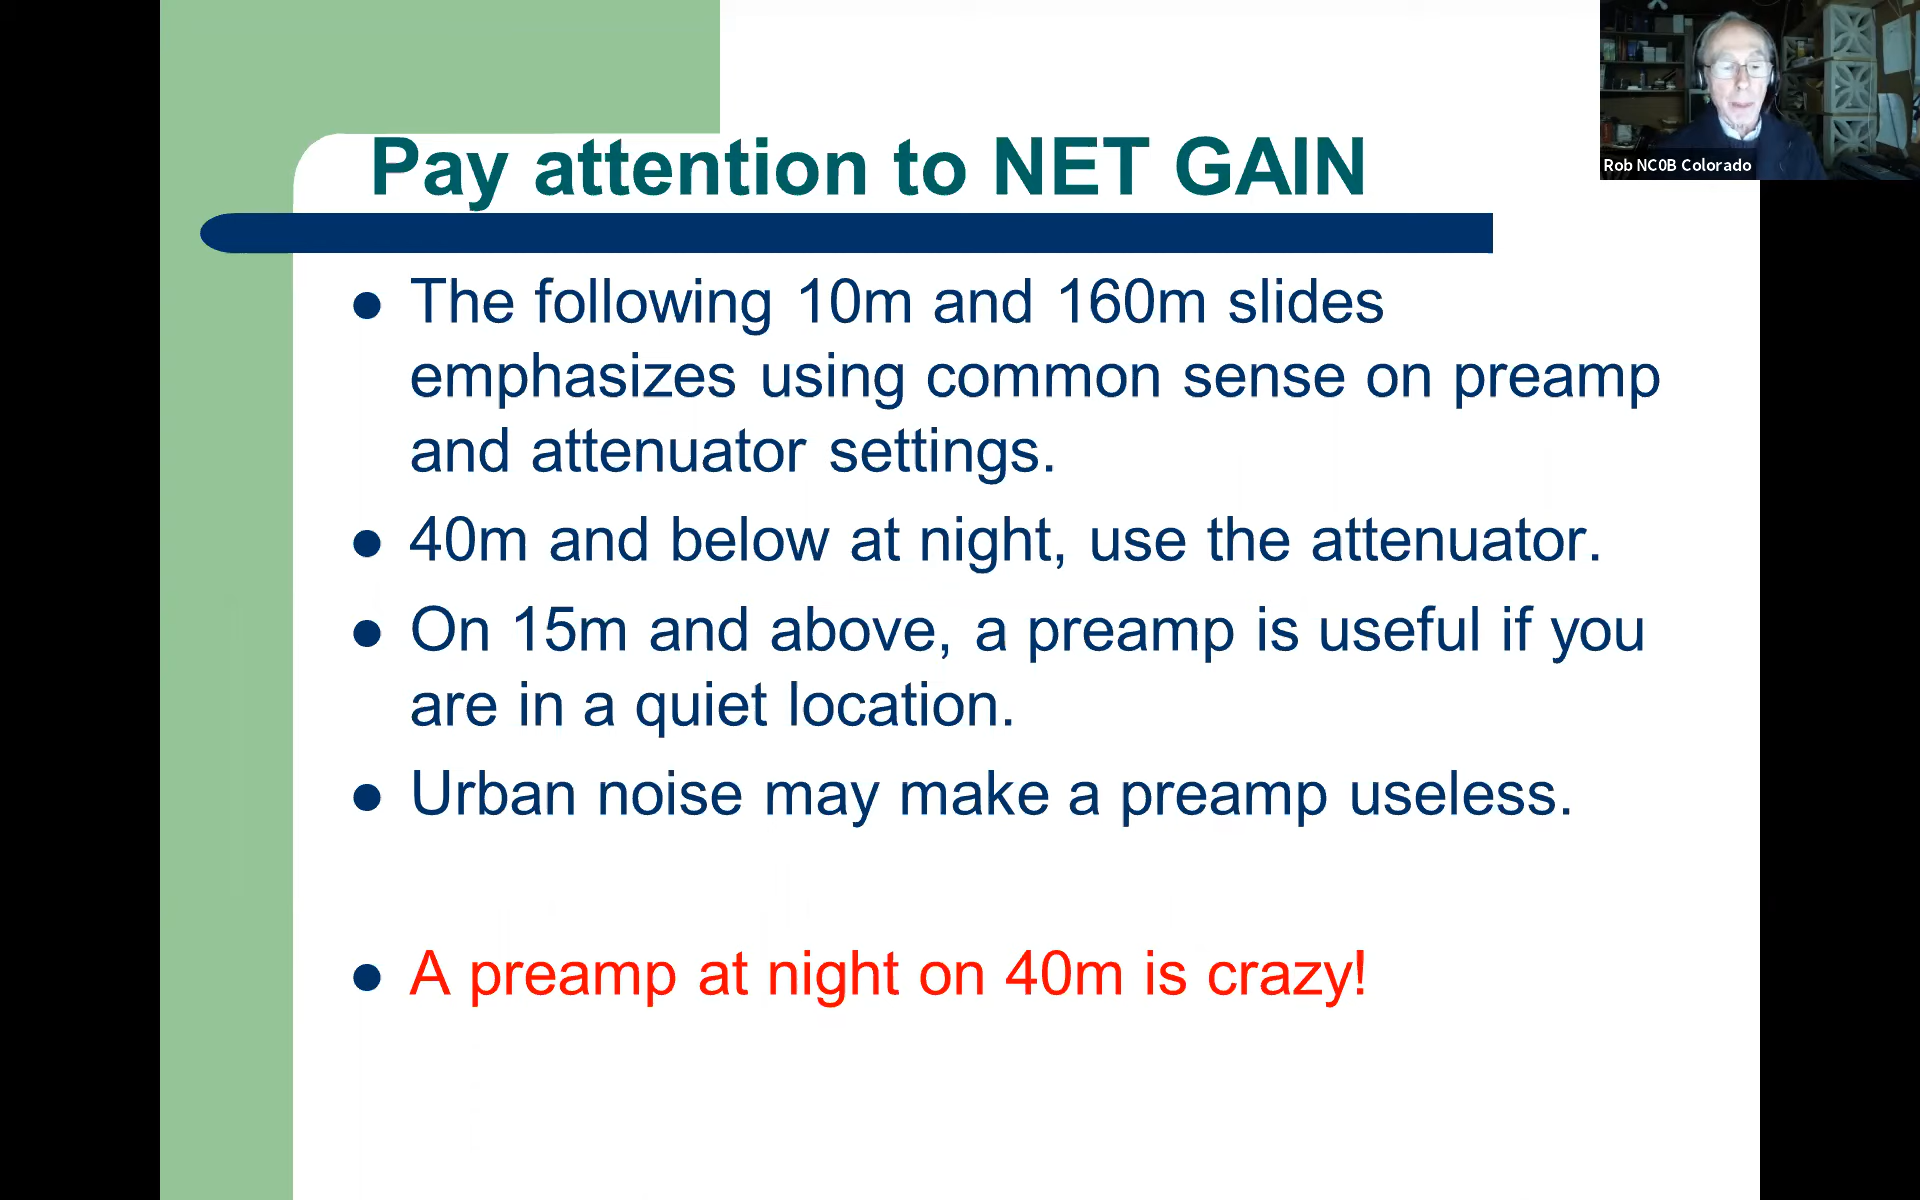 Pay attention to NET GAIN
Rob NC0B Colorado
The following 10m and 160m slides
emphasizes using common sense on preamp
and attenuator settings.
40m and below at night, use the attenuator.
On 15m and above, a preamp is useful if you
are in a quiet location.
Urban noise may make a preamp useless.
A preamp at night on 40m is crazy!